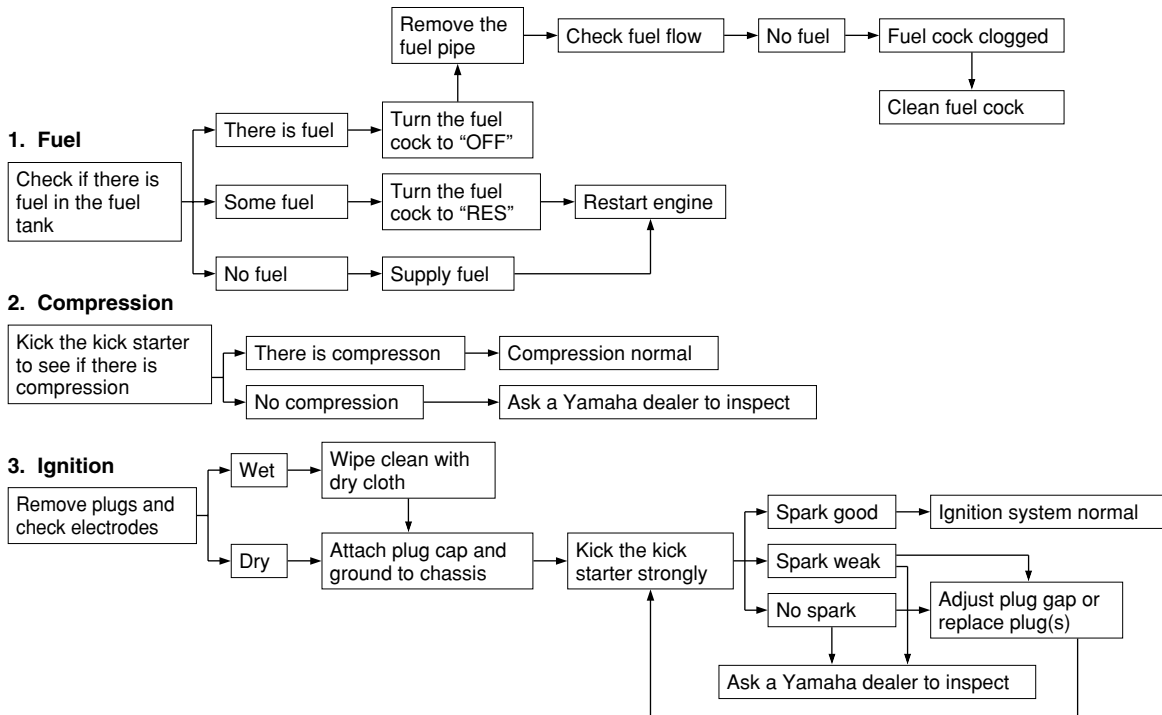 Remove the
fuel pipe
Check fuel flow
No fuel
Fuel cock clogged
Clean fuel cock
1. Fuel
There is fuel
Turn the fuel
cock to “OFF”
Check if there is
fuel in the fuel
tank
Some fuel
Turn the fuel
cock to “RES”
Restart engine
No fuel
Supply fuel
2. Compression
Kick the kick starter
to see if there is
compression
There is compresson
Compression normal
No compression
Ask a Yamaha dealer to inspect
3. Ignition
Remove plugs and
check electrodes
Wet
Wipe clean with
dry cloth
Dry
Attach plug cap and
ground to chassis
Kick the kick
starter strongly
Spark good
Ignition system normal
Spark weak
No spark
Adjust plug gap or
replace plug(s)
Ask a Yamaha dealer to inspect